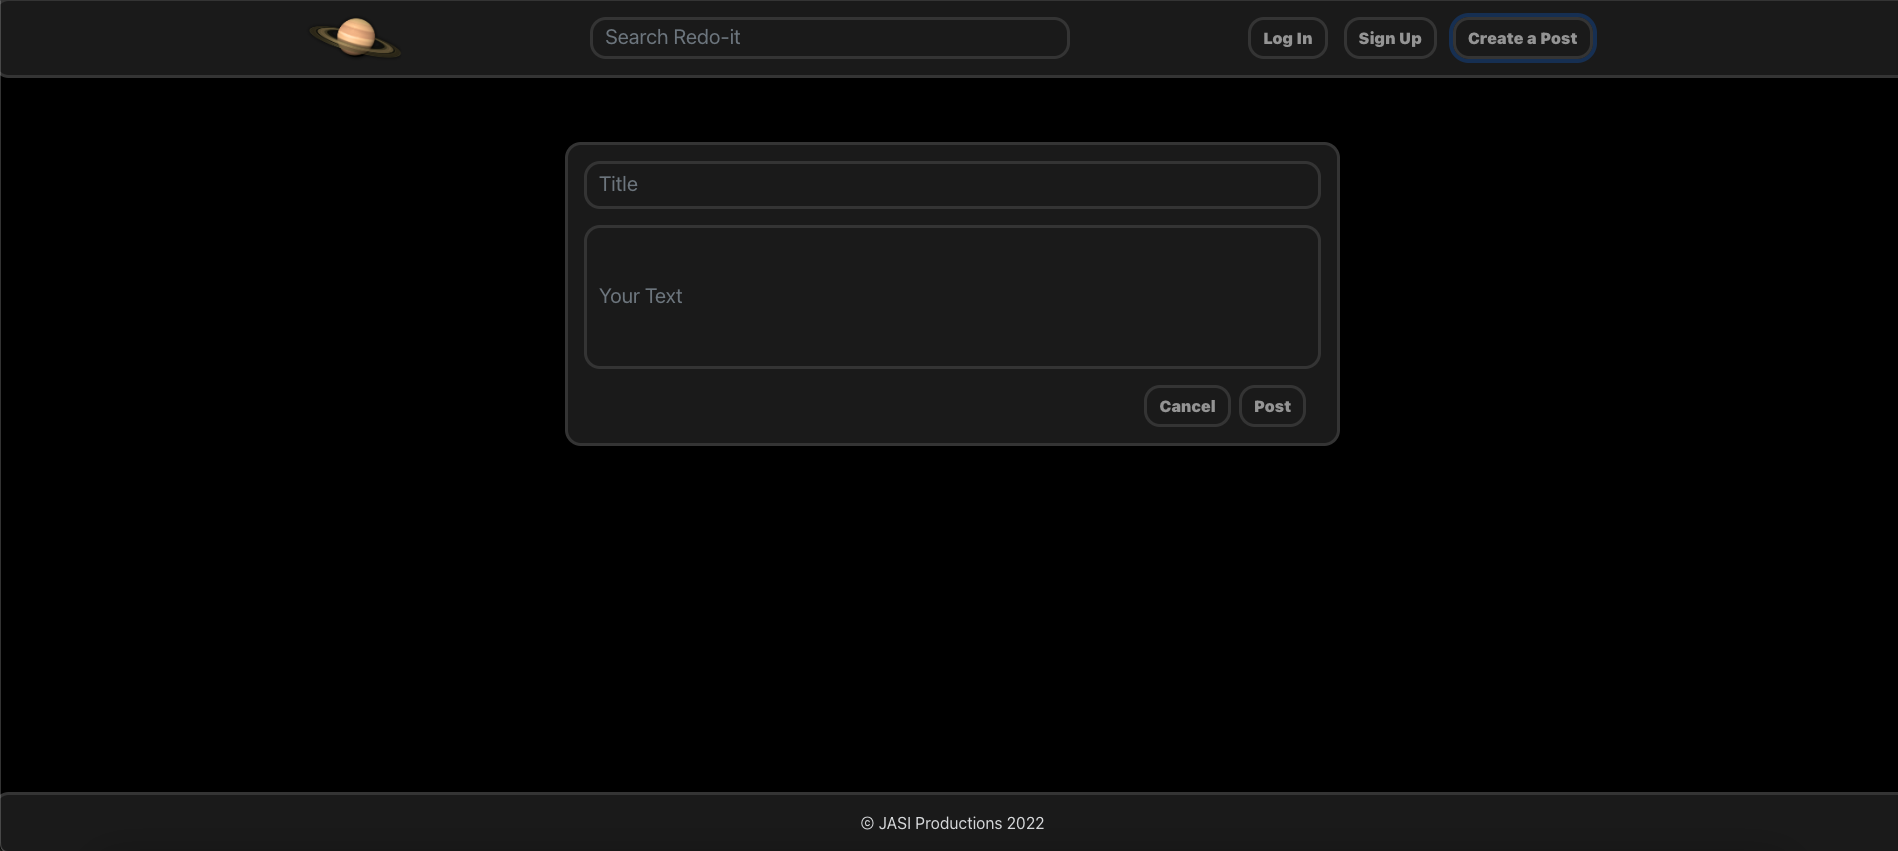 Search Redo-it
Log In
Sign Up
Create a Post
Title
Your Text
Cancel
Post
© JASI Productions 2022